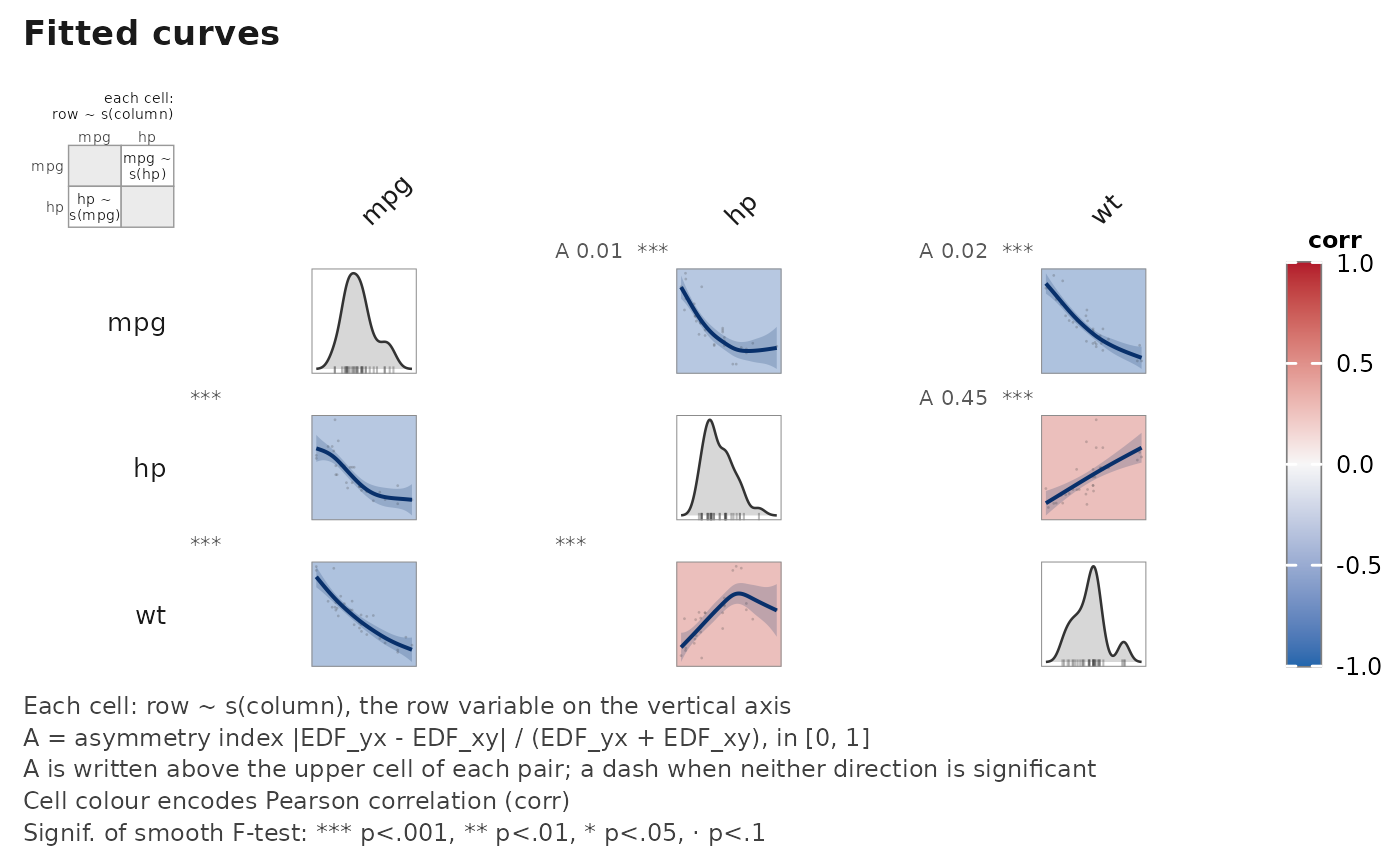 Fitted curves
each cell:
row ~ s(column)
mpg hp
mpg
mpg ~
s(hp)
hp
hp ~
s(mpg)
mpg hp wt
corr
A 0.01 *** A 0.02 ***
mpg
*** A 0.45 ***
hp
*** ***
wt
1.0
0.5
0.0
-0.5
-1.0
Each cell: row ~ s(column), the row variable on the vertical axis
A = asymmetry index |EDF_yx - EDF_xy| / (EDF_yx + EDF_xy), in [0, 1]
A is written above the upper cell of each pair; a dash when neither direction is significant
Cell colour encodes Pearson correlation (corr)
Signif. of smooth F-test: *** p<.001, ** p<.01, * p<.05, · p<.1